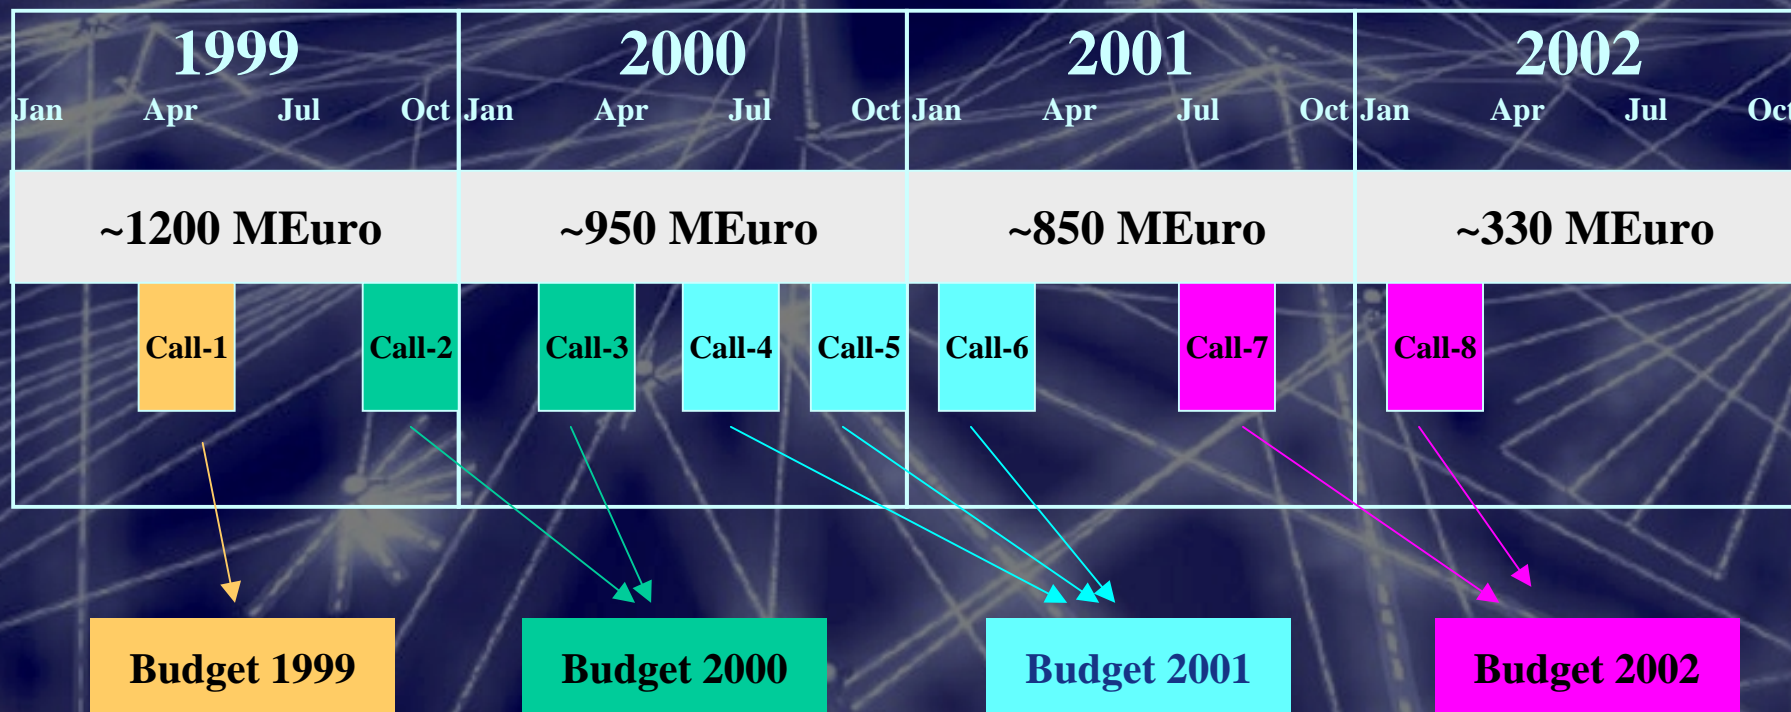 1999 2000 2001 2002
Jan Apr Jul Oct Jan Apr Jul Oct Jan Apr Jul Oct Jan Apr Jul Oct
~1200 MEuro ~950 MEuro ~850 MEuro ~330 MEuro
Call-1 Call-2 Call-3 Call-4 Call-5 Call-6 Call-7 Call-8
Budget 1999 Budget 2000 Budget 2001 Budget 2002